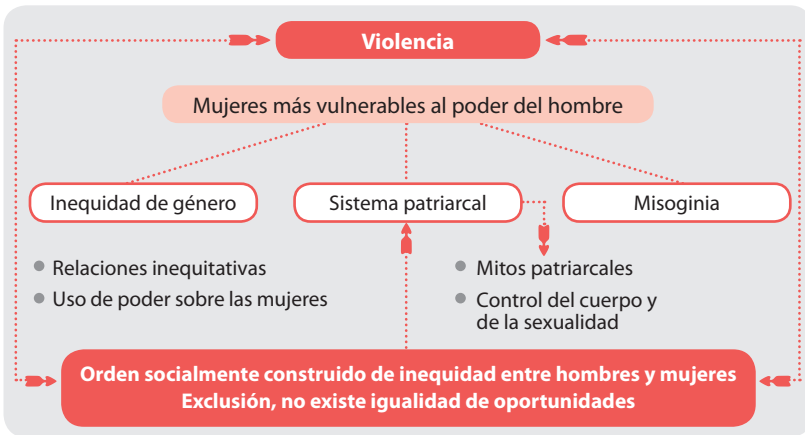 Violencia
Mujeres más vulnerables al poder del hombre
Inequidad de género
Sistema patriarcal
Misoginia
Relaciones inequitativas
Uso de poder sobre las mujeres
Mitos patriarcales
Control del cuerpo y
de la sexualidad
Orden socialmente construido de inequidad entre hombres y mujeres
Exclusión, no existe igualdad de oportunidades